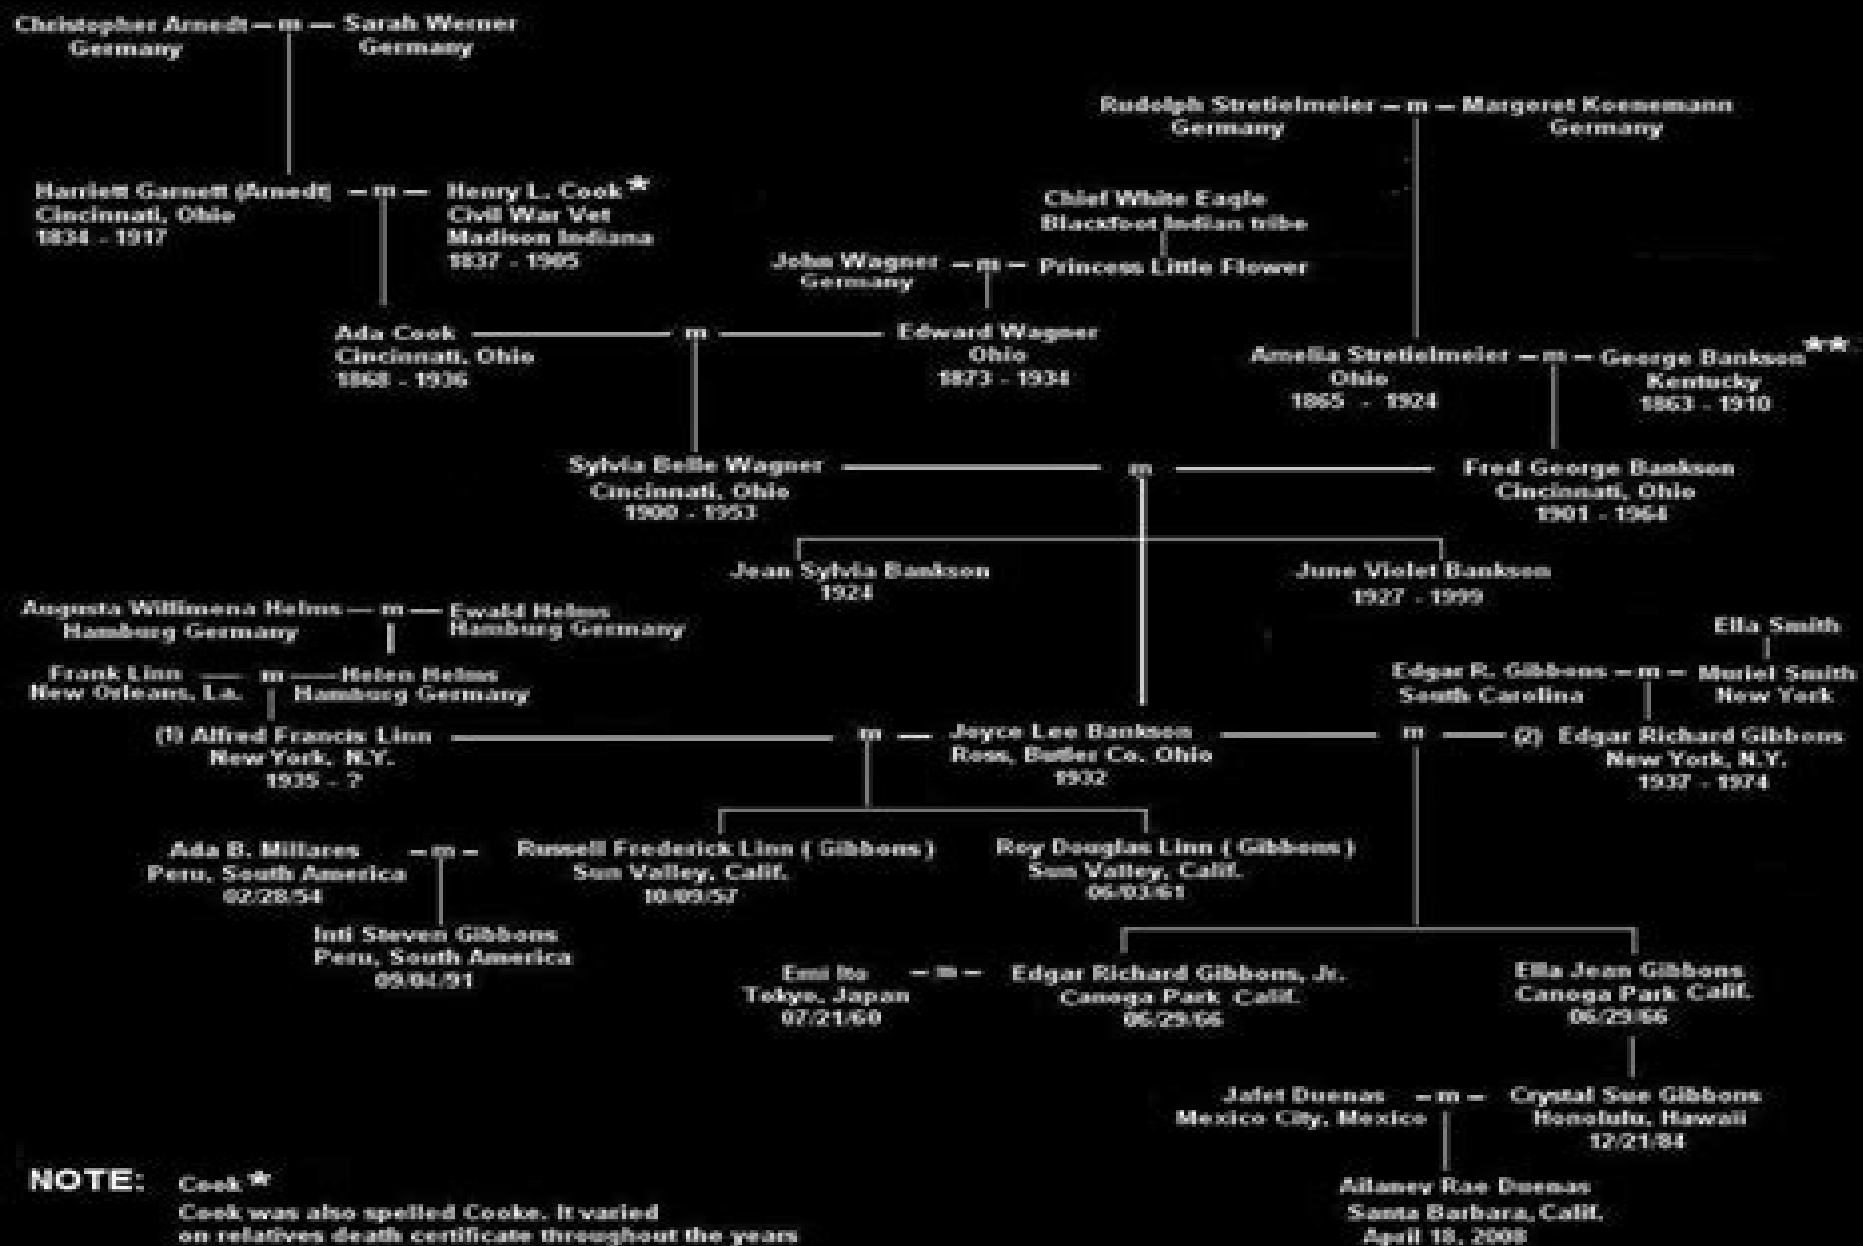 Christopher Arnedt – m – Sarah Werner
Germany Germany
Rudolph Stretielmeier – m – Margaret Koenemann
Germany Germany
Harriett Garnett (Arnedt) – m – Henry L. Cook *
Cincinnati, Ohio Civil War Vet
1834 - 1917 Madison Indiana
1837 - 1905
Chief White Eagle
Blackfoot Indian tribe
John Wagner – m – Princess Little Flower
Germany
Ada Cook m Edward Wagner
Cincinnati, Ohio Ohio
1868 - 1936 1873 - 1934
Amelia Stretielmeier – m – George Bankson **
Ohio Kentucky
1865 - 1924 1863 - 1910
Sylvia Belle Wagner m Fred George Bankson
Cincinnati, Ohio Cincinnati, Ohio
1900 - 1953 1901 - 1964
Jean Sylvia Bankson June Violet Bankson
1924 1927 - 1999
Augusta Willimena Helms – m – Ewald Helms
Hamburg Germany Hamburg Germany
Ella Smith
Frank Linn m Helen Helms
New Orleans, La. Hamburg Germany
Edgar R. Gibbons – m – Muriel Smith
South Carolina New York
(1) Alfred Francis Linn m – Joyce Lee Bankson m (2) Edgar Richard Gibbons
New York, N.Y. Ross, Butler Co. Ohio New York, N.Y.
1935 - ? 1932 1937 - 1974
Ada B. Millares – m – Russell Frederick Linn ( Gibbons ) Roy Douglas Linn ( Gibbons )
Peru, South America Sun Valley, Calif. Sun Valley, Calif.
02/28/54 10/09/57 06/03/61
Inti Steven Gibbons
Peru, South America
09/04/91
Emi Ito – m – Edgar Richard Gibbons, Jr. Ella Jean Gibbons
Tokyo, Japan Canoga Park Calif. Canoga Park Calif.
07/21/60 06/29/66 06/29/66
Jafet Duenas – m – Crystal Sue Gibbons
Mexico City, Mexico Honolulu, Hawaii
12/21/84
Ailaney Rae Duenas
Santa Barbara, Calif.
April 18, 2008
NOTE: Cook *
Cook was also spelled Cooke. It varied
on relatives death certificate throughout the years